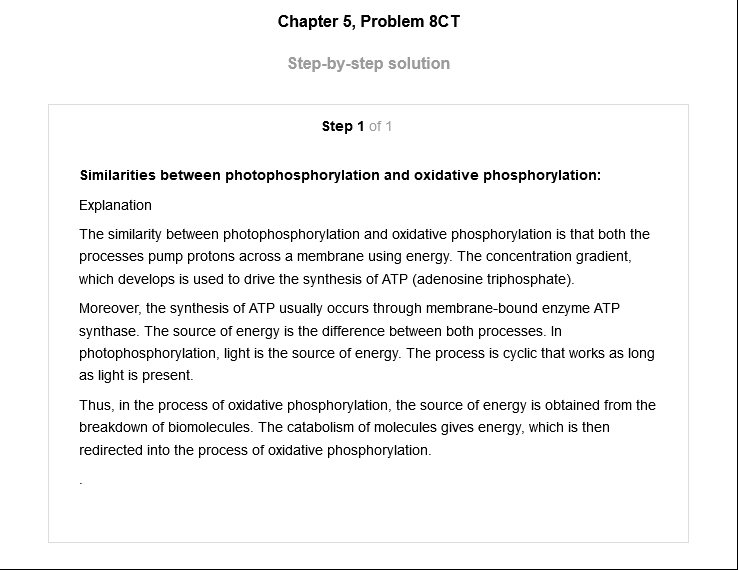 Chapter 5, Problem 8CT
Step-by-step solution
Step 1 of 1
Similarities between photophosphorylation and oxidative phosphorylation:
Explanation
The similarity between photophosphorylation and oxidative phosphorylation is that both the
processes pump protons across a membrane using energy. The concentration gradient,
which develops is used to drive the synthesis of ATP (adenosine triphosphate).
Moreover, the synthesis of ATP usually occurs through membrane-bound enzyme ATP
synthase. The source of energy is the difference between both processes. In
photophosphorylation, light is the source of energy. The process is cyclic that works as long
as light is present.
Thus, in the process of oxidative phosphorylation, the source of energy is obtained from the
breakdown of biomolecules. The catabolism of molecules gives energy, which is then
redirected into the process of oxidative phosphorylation.
.